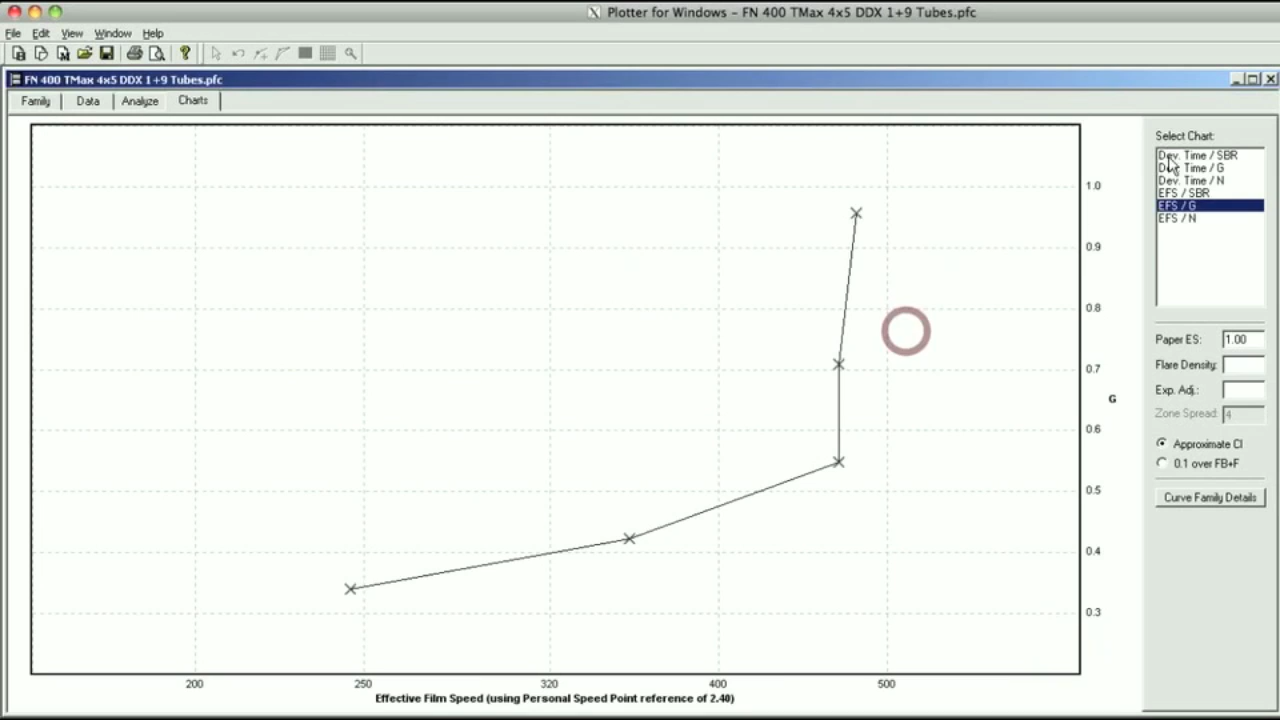 Plotter for Windows – FN 400 TMax 4x5 DDX 1+9 Tubes.pfc
File Edit View Window Help
FN 400 TMax 4x5 DDX 1+9 Tubes.pfc
Family Data Analyze Charts
Select Chart:
Dev. Time / SBR
Dev. Time / G
Dev. Time / N
EFS / SBR
EFS / G
EFS / N
1.0
0.9
0.8
0.7
G
0.6
0.5
0.4
0.3
Paper ES: 1.00
Flare Density:
Exp. Adj.:
Zone Spread: 4
Approximate CI
0.1 over FB+F
Curve Family Details
200 250 320 400 500
Effective Film Speed (using Personal Speed Point reference of 2.40)